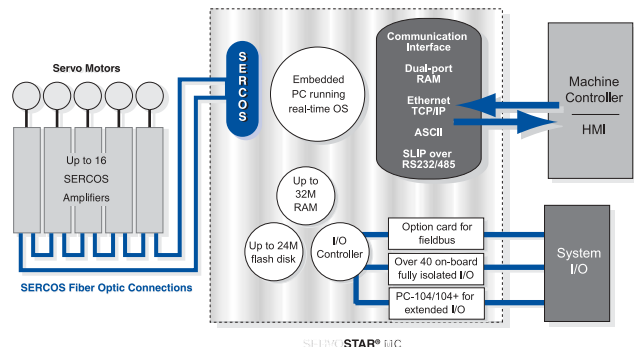 Servo Motors
Up to 16
SERCOS
Amplifiers
SERCOS Fiber Optic Connections
SERCOS
Embedded
PC running
real-time OS
Up to
32M
RAM
Up to 24M
flash disk
I/O
Controller
Communication
Interface
Dual-port
RAM
Ethernet
TCP/IP
ASCII
SLIP over
RS232/485
Option card for
fieldbus
Over 40 on-board
fully isolated I/O
PC-104/104+ for
extended I/O
Machine
Controller
HMI
System
I/O
SERVOSTAR® MC